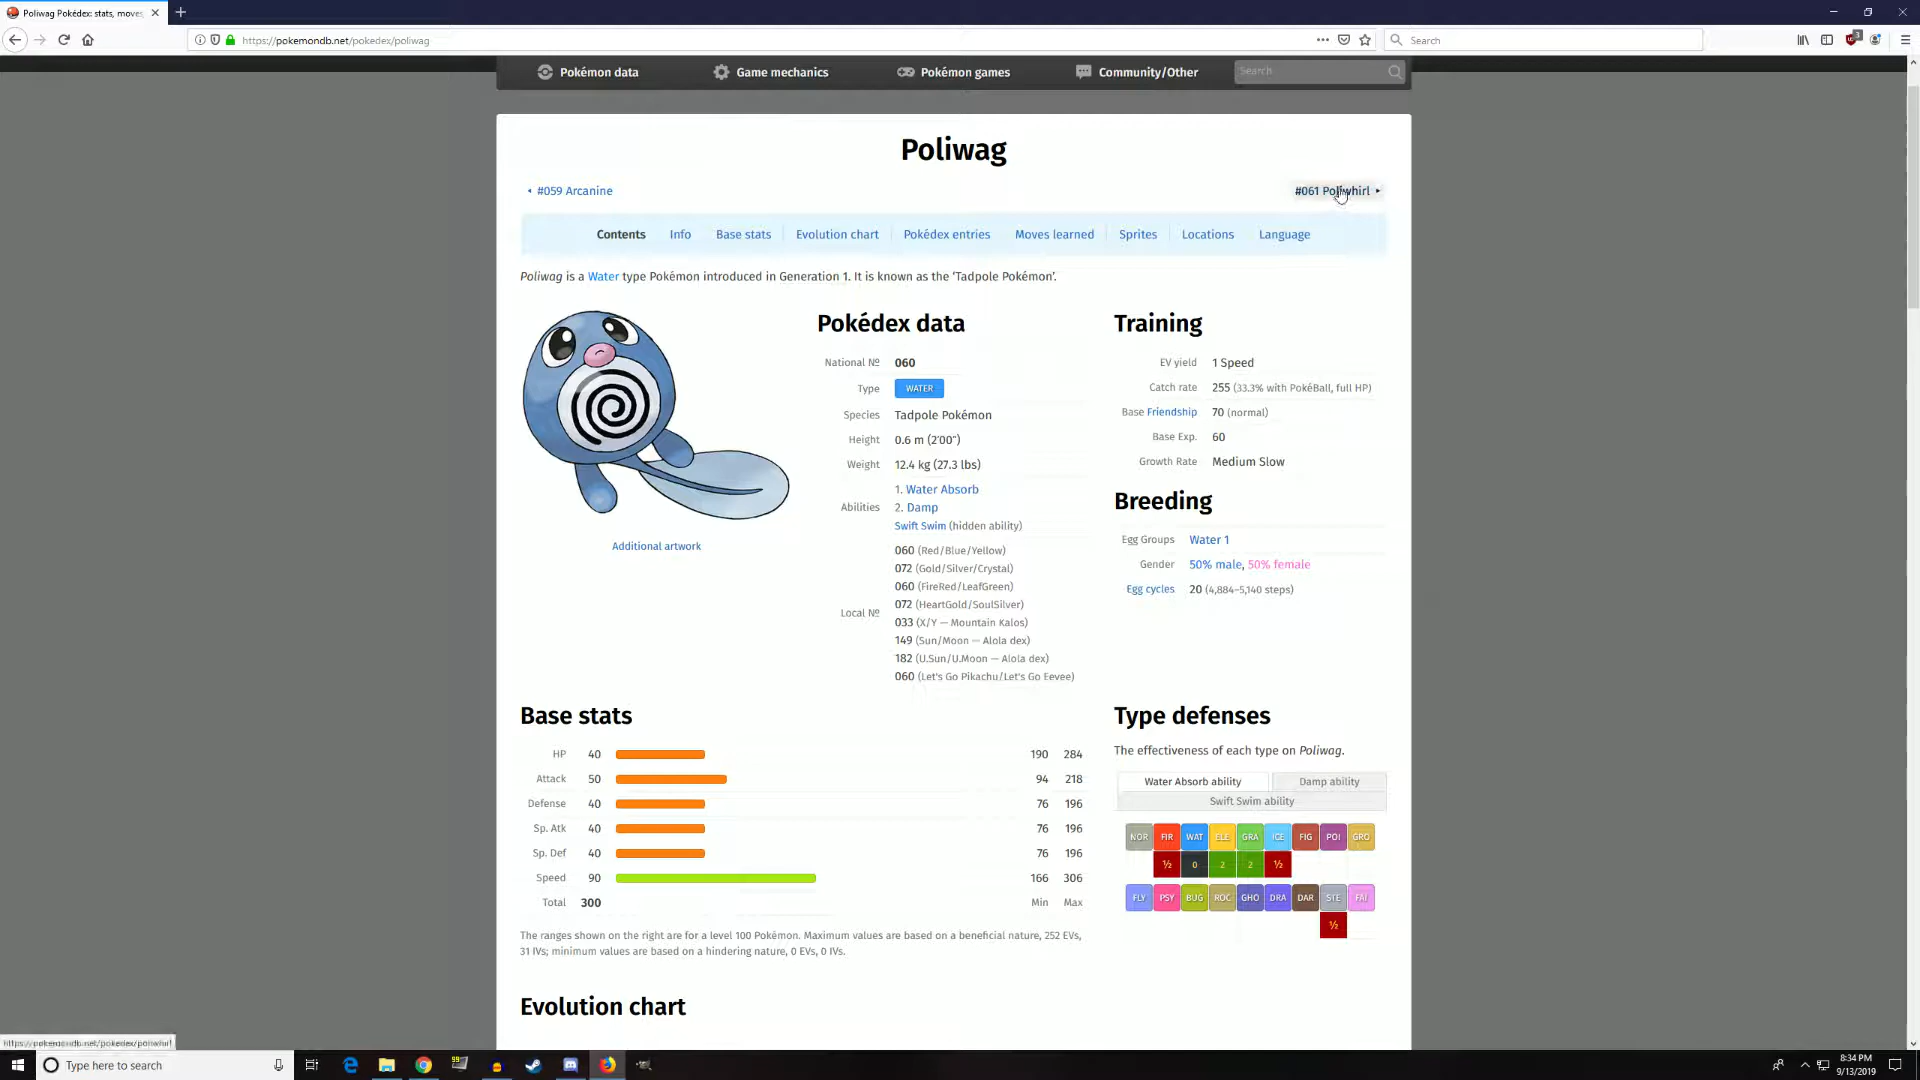 Poliwag Pokédex: stats, moves,
https://pokemondb.net/pokedex/poliwag
Search
Pokémon data
Game mechanics
Pokémon games
Community/Other
Search
Poliwag
#059 Arcanine
#061 Poliwhirl
Contents Info Base stats Evolution chart Pokédex entries Moves learned Sprites Locations Language
Poliwag is a Water type Pokémon introduced in Generation 1. It is known as the ‘Tadpole Pokémon’.
Additional artwork
Pokédex data
National № 060
Type WATER
Species Tadpole Pokémon
Height 0.6 m (2′00″)
Weight 12.4 kg (27.3 lbs)
Abilities 1. Water Absorb
2. Damp
Swift Swim (hidden ability)
Local № 060 (Red/Blue/Yellow)
072 (Gold/Silver/Crystal)
060 (FireRed/LeafGreen)
072 (HeartGold/SoulSilver)
033 (X/Y — Mountain Kalos)
149 (Sun/Moon — Alola dex)
182 (U.Sun/U.Moon — Alola dex)
060 (Let's Go Pikachu/Let's Go Eevee)
Training
EV yield 1 Speed
Catch rate 255 (33.3% with PokéBall, full HP)
Base Friendship 70 (normal)
Base Exp. 60
Growth Rate Medium Slow
Breeding
Egg Groups Water 1
Gender 50% male, 50% female
Egg cycles 20 (4,884–5,140 steps)
Base stats
HP 40 190 284
Attack 50 94 218
Defense 40 76 196
Sp. Atk 40 76 196
Sp. Def 40 76 196
Speed 90 166 306
Total 300 Min Max
The ranges shown on the right are for a level 100 Pokémon. Maximum values are based on a beneficial nature, 252 EVs,
31 IVs; minimum values are based on a hindering nature, 0 EVs, 0 IVs.
Type defenses
The effectiveness of each type on Poliwag.
Water Absorb ability Damp ability
Swift Swim ability
NOR FIR WAT ELE GRA ICE FIG POI GRO
½ 0 2 2 ½
FLY PSY BUG ROC GHO DRA DAR STE FAI
½
Evolution chart
https://pokemondb.net/pokedex/poliwhirl
Type here to search
8:34 PM
9/13/2019